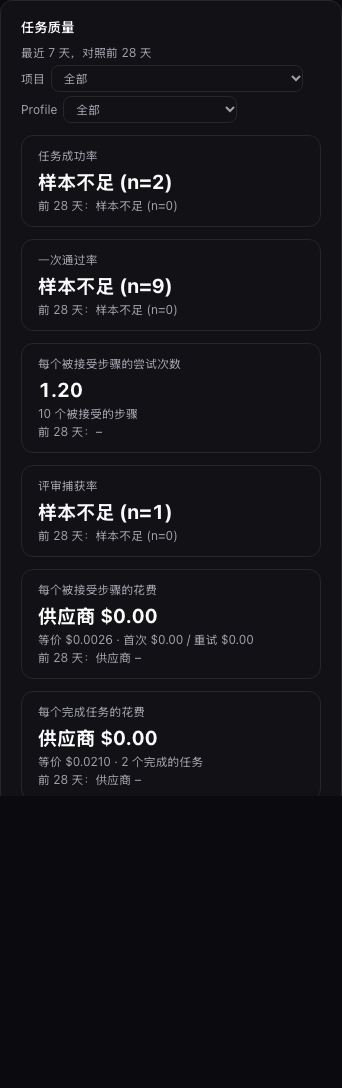 任务质量
最近 7 天，对照前 28 天
项目 全部
Profile 全部
任务成功率
样本不足 (n=2)
前 28 天：样本不足 (n=0)
一次通过率
样本不足 (n=9)
前 28 天：样本不足 (n=0)
每个被接受步骤的尝试次数
1.20
10 个被接受的步骤
前 28 天：–
评审捕获率
样本不足 (n=1)
前 28 天：样本不足 (n=0)
每个被接受步骤的花费
供应商 $0.00
等价 $0.0026 · 首次 $0.00 / 重试 $0.00
前 28 天：供应商 –
每个完成任务的花费
供应商 $0.00
等价 $0.0210 · 2 个完成的任务
前 28 天：供应商 –